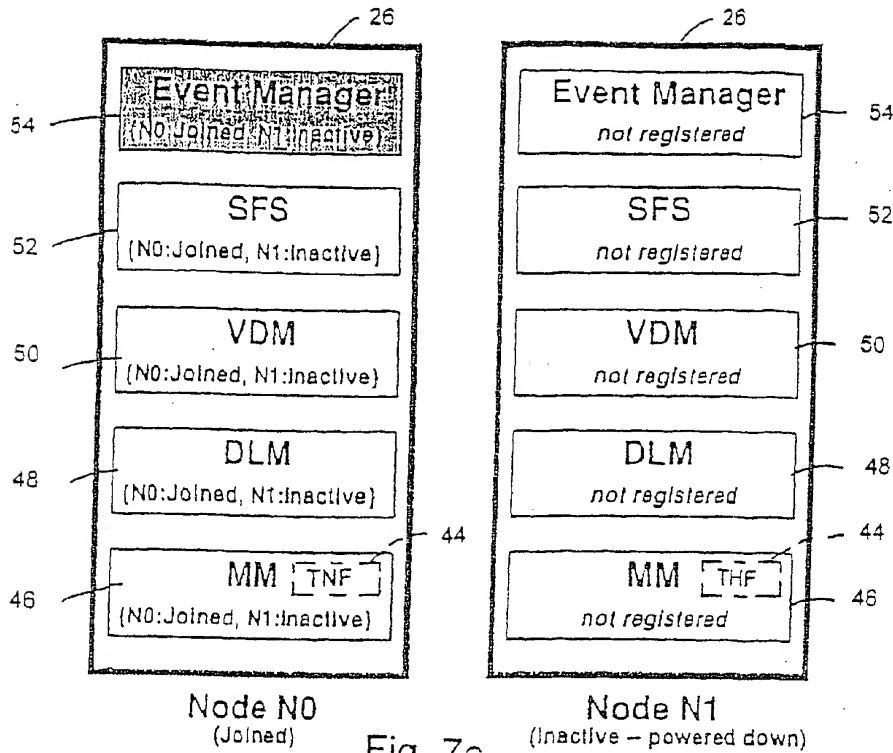 26
Event Manager
(N0:Joined, N1:Inactive)
54
SFS
(N0:Joined, N1:Inactive)
52
VDM
(N0:Joined, N1:Inactive)
50
DLM
(N0:Joined, N1:Inactive)
48
44
MM TNF
(N0:Joined, N1:Inactive)
46
Node N0
(Joined)
26
Event Manager
not registered
54
SFS
not registered
52
VDM
not registered
50
DLM
not registered
48
44
MM THF
not registered
46
Node N1
(Inactive – powered down)
Fig.